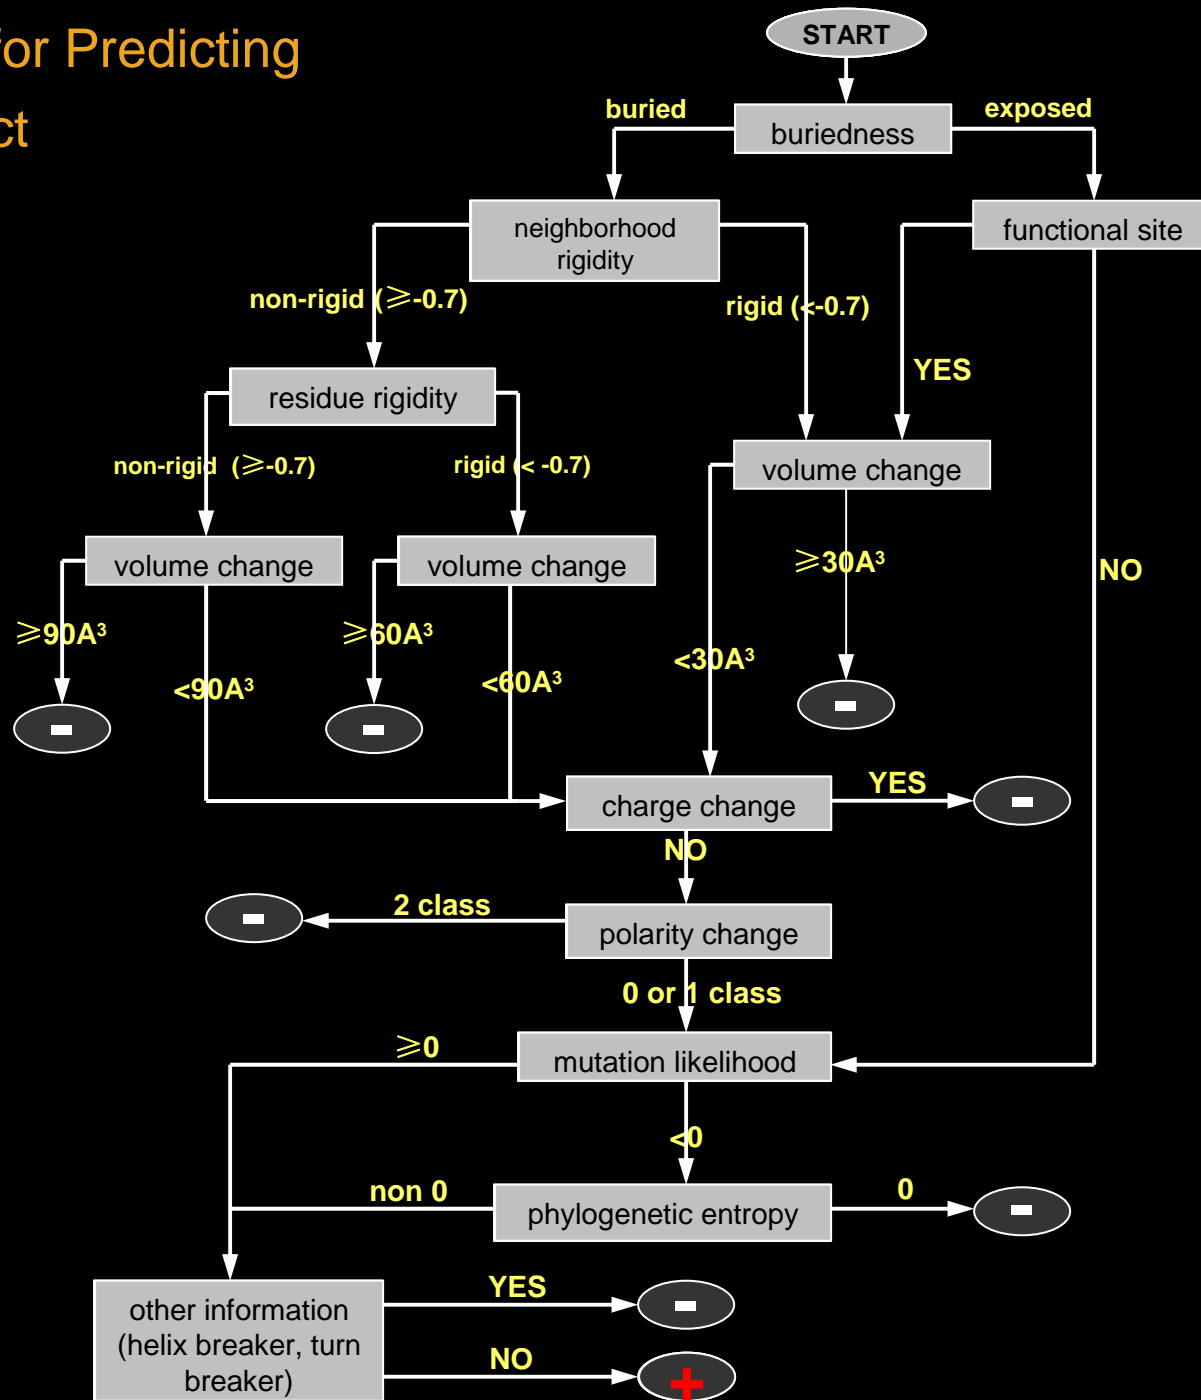 for Predicting
ct
START
buried
exposed
buriedness
neighborhood
rigidity
functional site
non-rigid (≥-0.7)
rigid (<-0.7)
YES
residue rigidity
non-rigid (≥-0.7)
rigid (< -0.7)
volume change
volume change
volume change
≥30A³
NO
≥90A³
<90A³
≥60A³
<60A³
<30A³
-
-
-
charge change
YES
-
NO
2 class
-
polarity change
0 or 1 class
≥0
mutation likelihood
<0
non 0
phylogenetic entropy
0
-
other information
(helix breaker, turn
breaker)
YES
-
NO
+